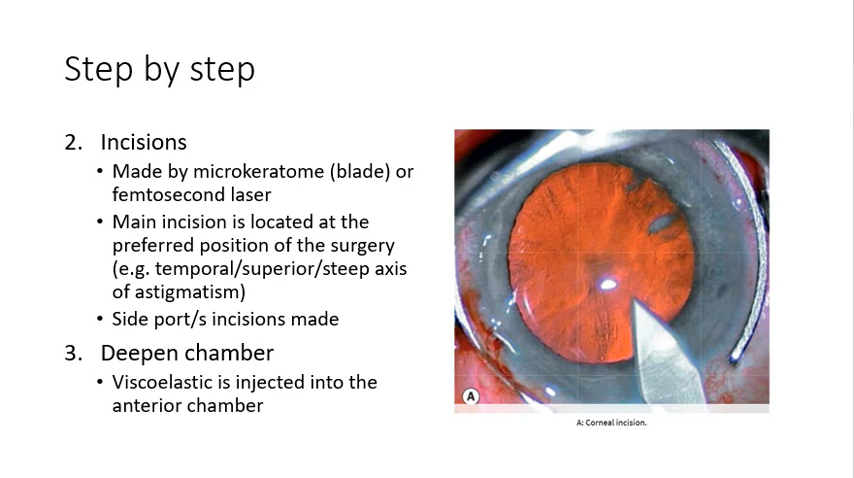 Step by step
2. Incisions
• Made by microkeratome (blade) or
femtosecond laser
• Main incision is located at the
preferred position of the surgery
(e.g. temporal/superior/steep axis
of astigmatism)
• Side port/s incisions made
3. Deepen chamber
• Viscoelastic is injected into the
anterior chamber
A
A: Corneal incision.